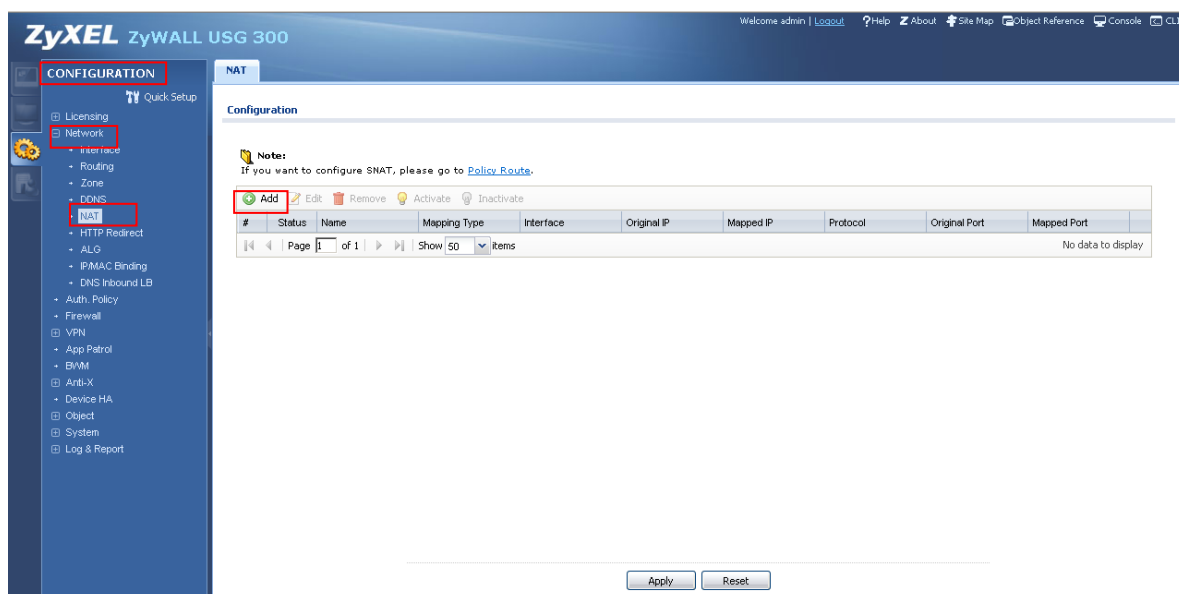 Welcome admin | Logout ?Help Z About Site Map Object Reference Console CLI
ZyXEL ZyWALL USG 300
CONFIGURATION
Quick Setup
Licensing
Network
Interface
Routing
Zone
DDNS
NAT
HTTP Redirect
ALG
IP/MAC Binding
DNS Inbound LB
Auth. Policy
Firewall
VPN
App Patrol
BWM
Anti-X
Device HA
Object
System
Log & Report
NAT
Configuration
Note:
If you want to configure SNAT, please go to Policy Route.
Add Edit Remove Activate Inactivate
# Status Name Mapping Type Interface Original IP Mapped IP Protocol Original Port Mapped Port
Page 1 of 1 Show 50 items No data to display
Apply Reset